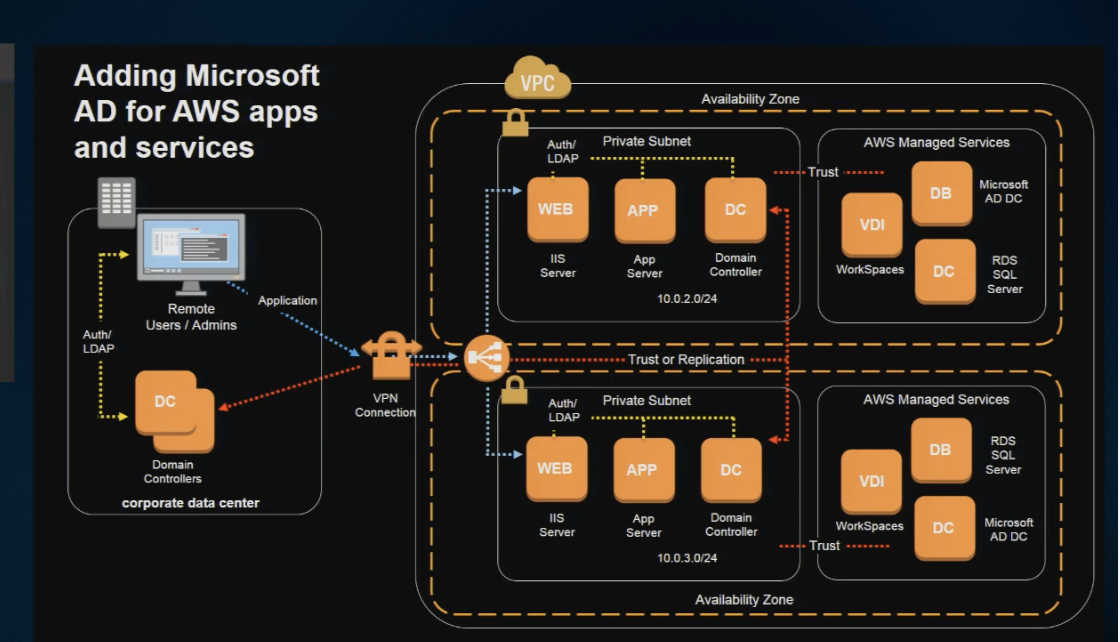 Adding Microsoft
AD for AWS apps
and services
Remote
Users / Admins
Auth/
LDAP
DC
Domain
Controllers
corporate data center
Application
VPN
Connection
VPC
Availability Zone
Private Subnet
Auth/
LDAP
WEB
APP
DC
IIS
Server
App
Server
Domain
Controller
10.0.2.0/24
Trust
AWS Managed Services
DB
Microsoft
AD DC
VDI
WorkSpaces
DC
RDS
SQL
Server
Trust or Replication
Private Subnet
Auth/
LDAP
WEB
APP
DC
IIS
Server
App
Server
Domain
Controller
10.0.3.0/24
Trust
AWS Managed Services
DB
RDS
SQL
Server
VDI
WorkSpaces
DC
Microsoft
AD DC
Availability Zone